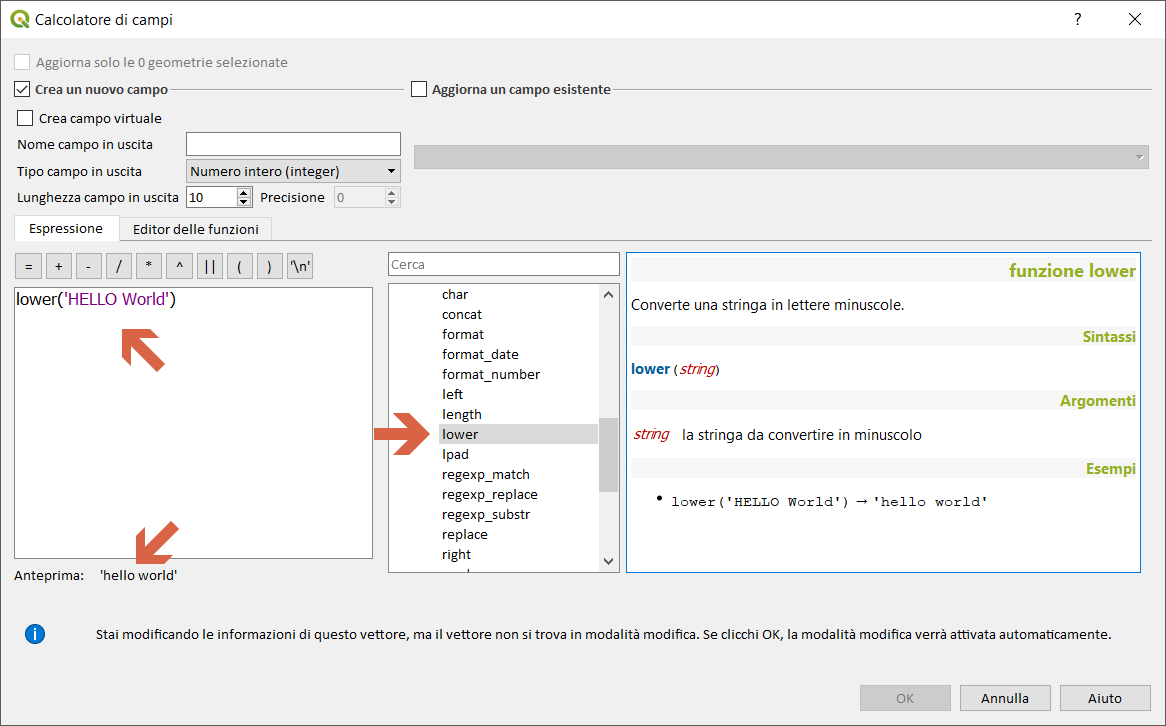 Calcolatore di campi
?
Aggiorna solo le 0 geometrie selezionate
Crea un nuovo campo
Aggiorna un campo esistente
Crea campo virtuale
Nome campo in uscita
Tipo campo in uscita Numero intero (integer)
Lunghezza campo in uscita 10 Precisione 0
Espressione Editor delle funzioni
= + - / * ^ || ( ) '\n'
lower('HELLO World')
Anteprima: 'hello world'
Cerca
char
concat
format
format_date
format_number
left
length
lower
lpad
regexp_match
regexp_replace
regexp_substr
replace
right
funzione lower
Converte una stringa in lettere minuscole.
Sintassi
lower (string)
Argomenti
string la stringa da convertire in minuscolo
Esempi
• lower('HELLO World') → 'hello world'
Stai modificando le informazioni di questo vettore, ma il vettore non si trova in modalità modifica. Se clicchi OK, la modalità modifica verrà attivata automaticamente.
OK Annulla Aiuto